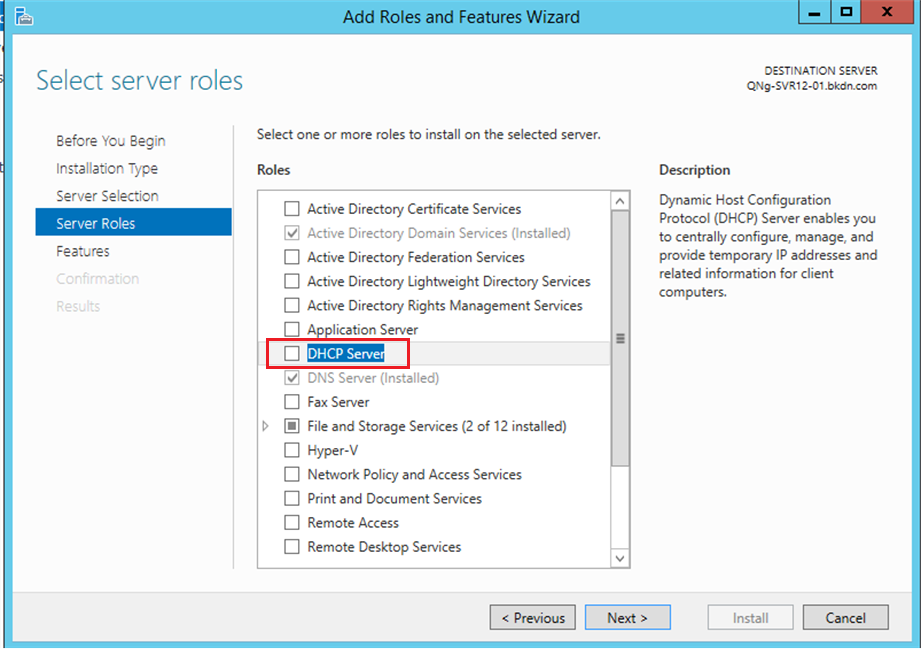 Add Roles and Features Wizard
Select server roles
DESTINATION SERVER
QNg-SVR12-01.bkdn.com
Before You Begin
Installation Type
Server Selection
Server Roles
Features
Confirmation
Results
Select one or more roles to install on the selected server.
Roles
Active Directory Certificate Services
Active Directory Domain Services (Installed)
Active Directory Federation Services
Active Directory Lightweight Directory Services
Active Directory Rights Management Services
Application Server
DHCP Server
DNS Server (Installed)
Fax Server
File and Storage Services (2 of 12 installed)
Hyper-V
Network Policy and Access Services
Print and Document Services
Remote Access
Remote Desktop Services
Description
Dynamic Host Configuration
Protocol (DHCP) Server enables you
to centrally configure, manage, and
provide temporary IP addresses and
related information for client
computers.
< Previous
Next >
Install
Cancel